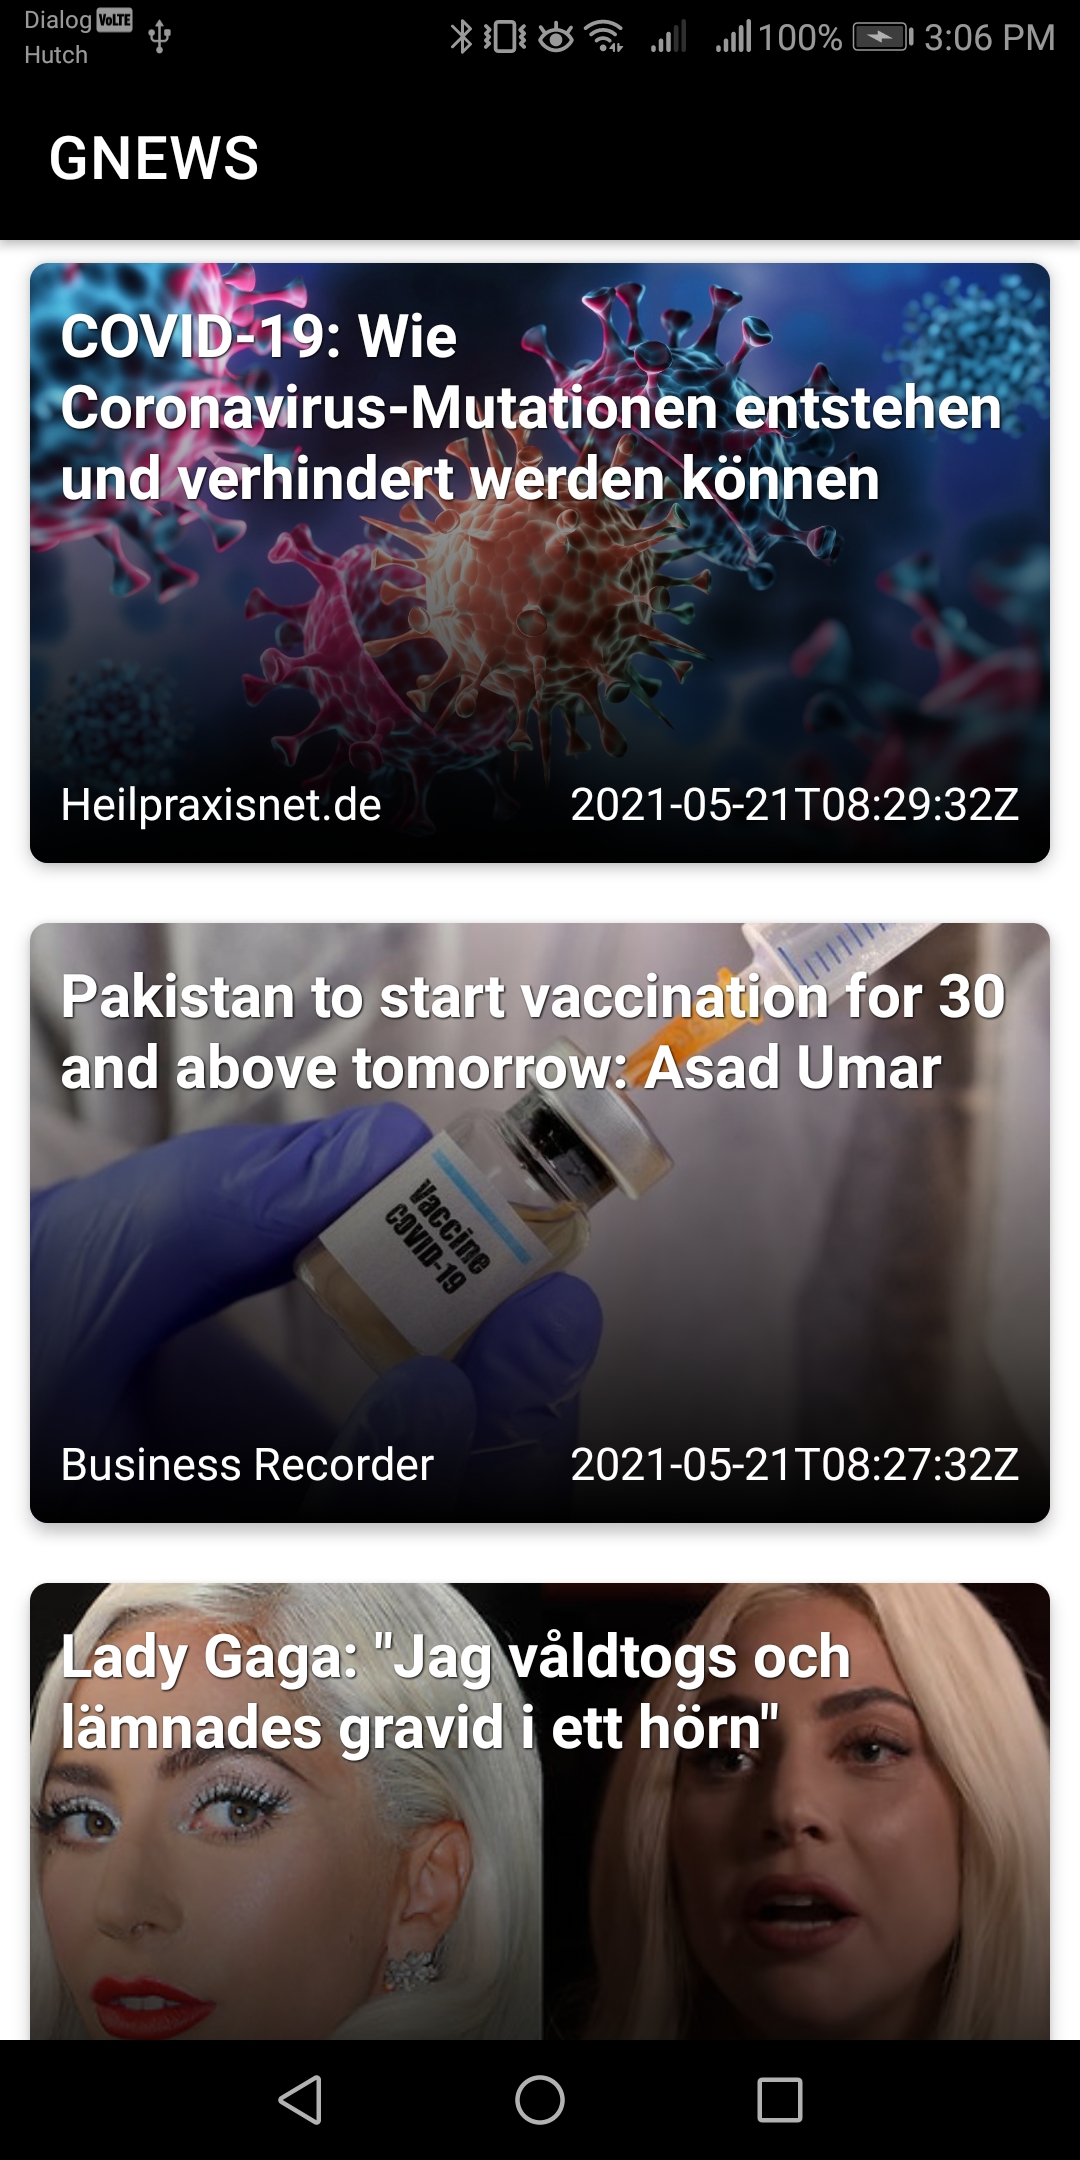 Dialog VoLTE
Hutch
100% 3:06 PM
GNEWS
COVID-19: Wie
Coronavirus-Mutationen entstehen
und verhindert werden können
Heilpraxisnet.de 2021-05-21T08:29:32Z
Pakistan to start vaccination for 30
and above tomorrow: Asad Umar
Vaccine
COVID-19
Business Recorder 2021-05-21T08:27:32Z
Lady Gaga: "Jag våldtogs och
lämnades gravid i ett hörn"